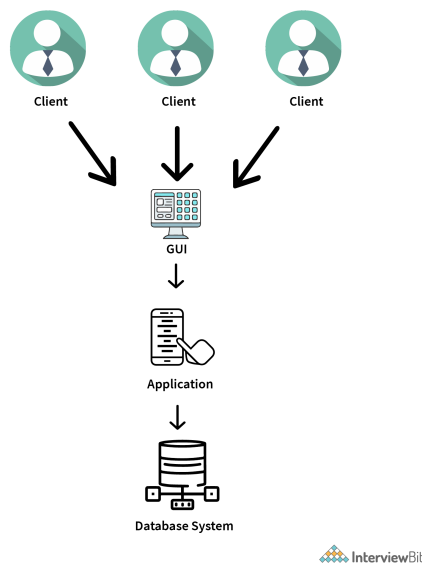 Client
Client
Client
GUI
Application
Database System
InterviewBit